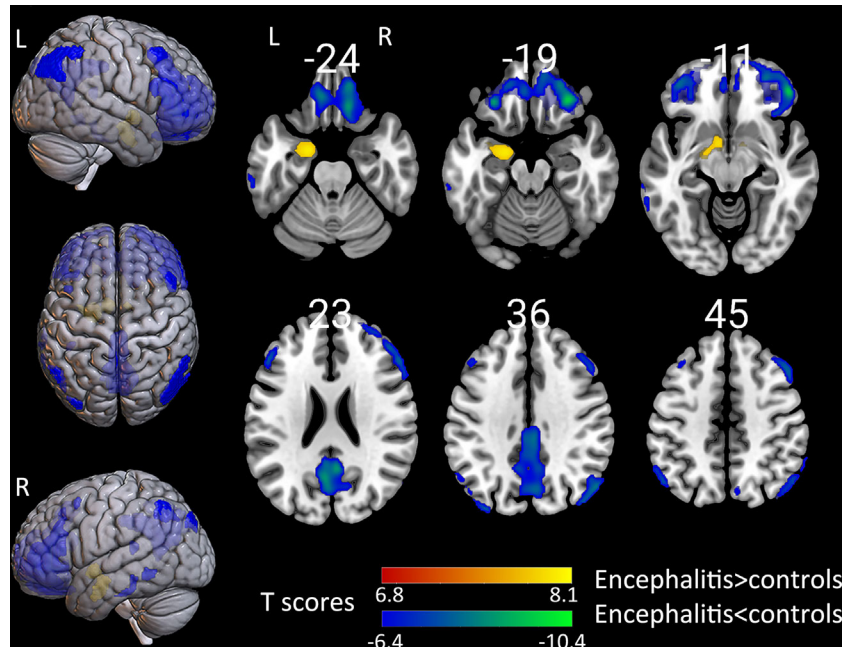 L
L R
-24 -19 -11
23 36 45
R
T scores
6.8 8.1
Encephalitis>controls
-6.4 -10.4
Encephalitis<controls